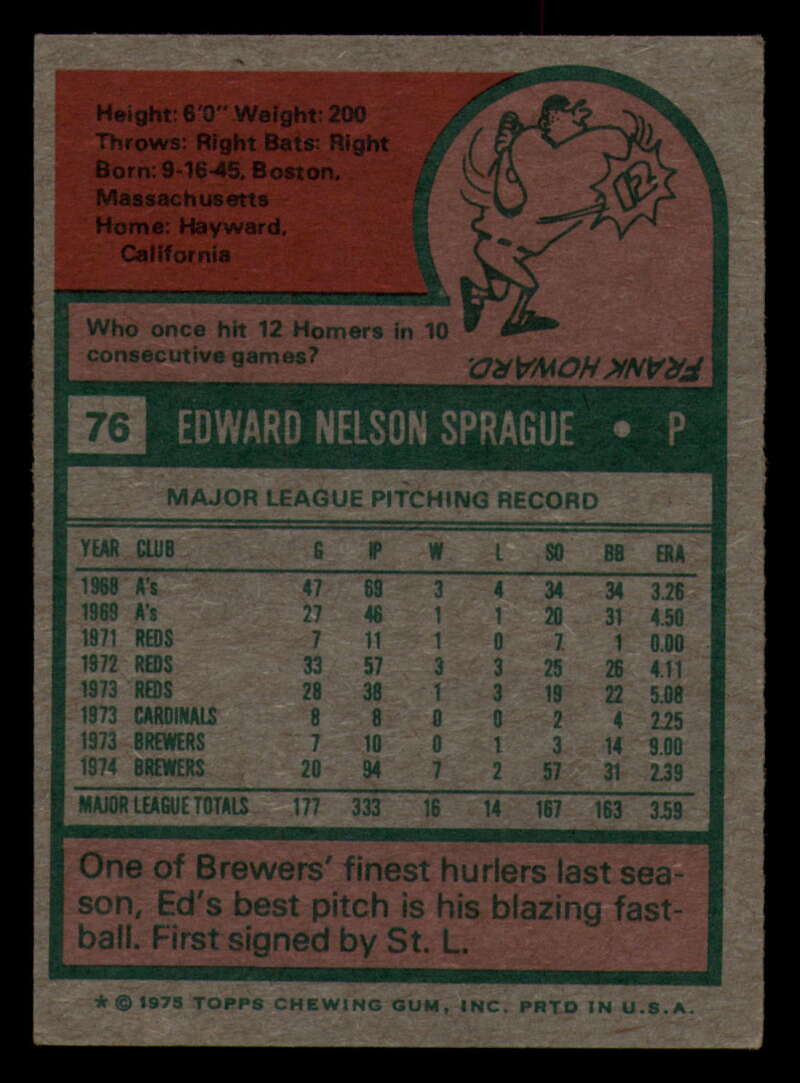 Height: 6'0" Weight: 200
Throws: Right Bats: Right
Born: 9-16-45, Boston,
Massachusetts
Home: Hayward,
California
12
Who once hit 12 Homers in 10
consecutive games?
FRANK HOWARD.
76 EDWARD NELSON SPRAGUE • P
MAJOR LEAGUE PITCHING RECORD
YEAR CLUB G IP W L SO BB ERA
1968 A's 47 69 3 4 34 34 3.26
1969 A's 27 46 1 1 20 31 4.50
1971 REDS 7 11 1 0 7 1 0.00
1972 REDS 33 57 3 3 25 26 4.11
1973 REDS 28 38 1 3 19 22 5.08
1973 CARDINALS 8 8 0 0 2 4 2.25
1973 BREWERS 7 10 0 1 3 14 9.00
1974 BREWERS 20 94 7 2 57 31 2.39
MAJOR LEAGUE TOTALS 177 333 16 14 167 163 3.59
One of Brewers' finest hurlers last sea-
son, Ed's best pitch is his blazing fast-
ball. First signed by St. L.
* © 1975 TOPPS CHEWING GUM, INC. PRTD IN U.S.A.